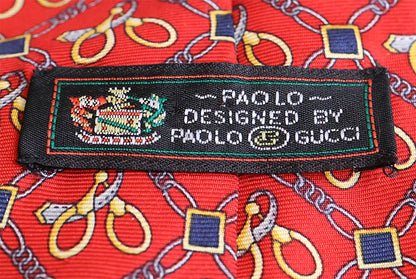 ~ PAOLO ~
DESIGNED BY
PAOLO GUCCI